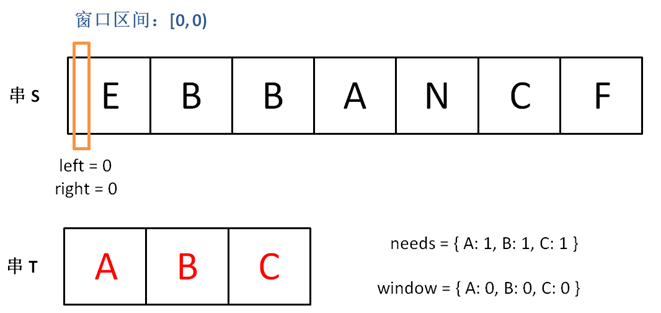 窗口区间：[0, 0)
串 S E B B A N C F
left = 0
right = 0
串 T A B C
needs = { A: 1, B: 1, C: 1 }
window = { A: 0, B: 0, C: 0 }